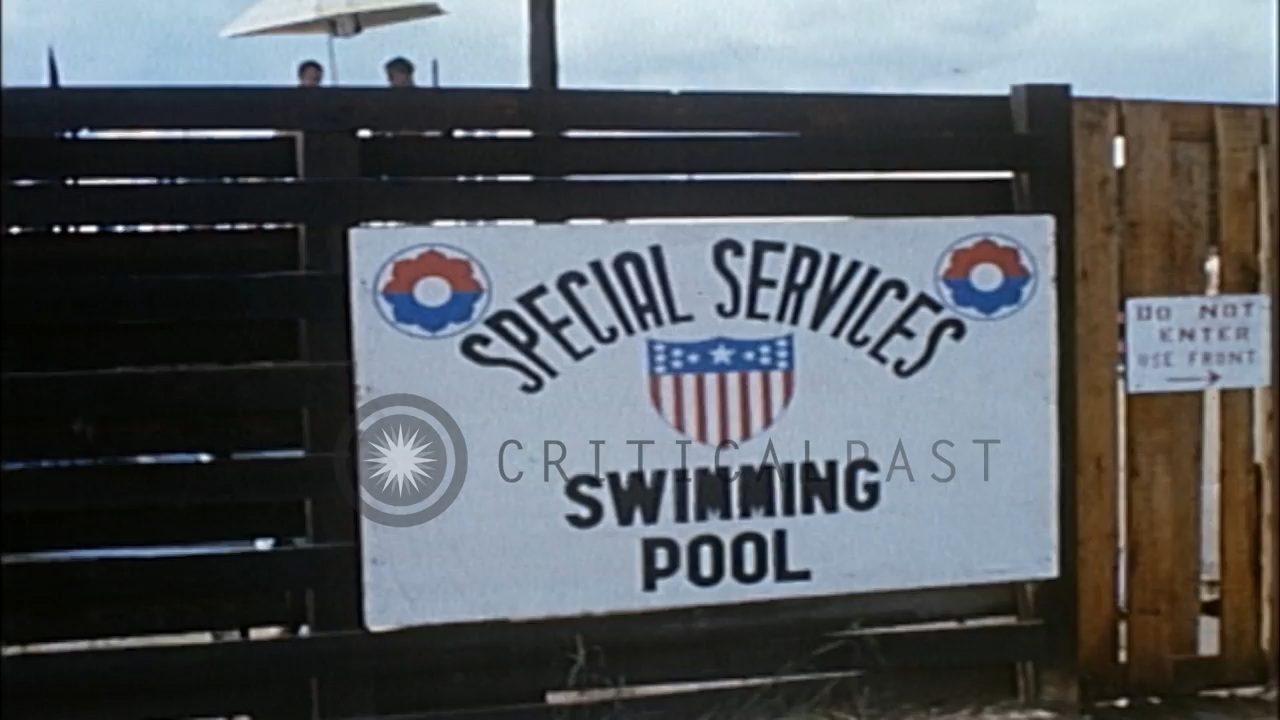 SPECIAL SERVICES
SWIMMING
POOL
DO NOT
ENTER
USE FRONT
CRITICALPAST